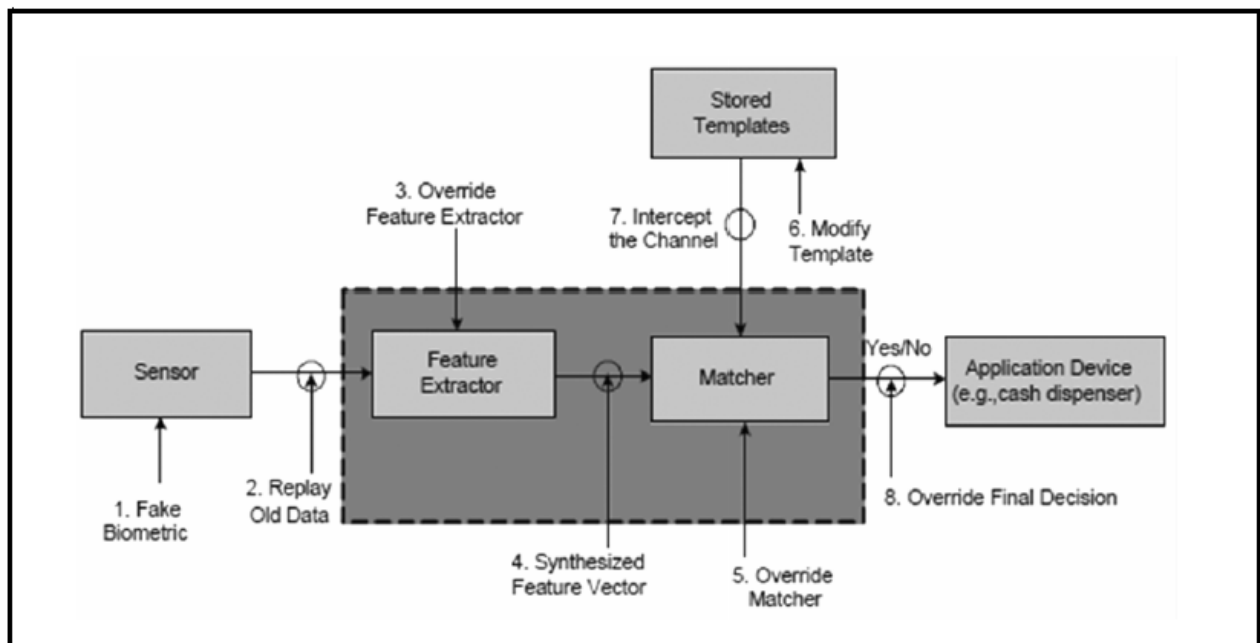 Stored
Templates
3. Override
Feature Extractor
7. Intercept
the Channel
6. Modify
Template
Sensor
Feature
Extractor
Matcher
Yes/No
Application Device
(e.g.,cash dispenser)
1. Fake
Biometric
2. Replay
Old Data
4. Synthesized
Feature Vector
5. Override
Matcher
8. Override Final Decision